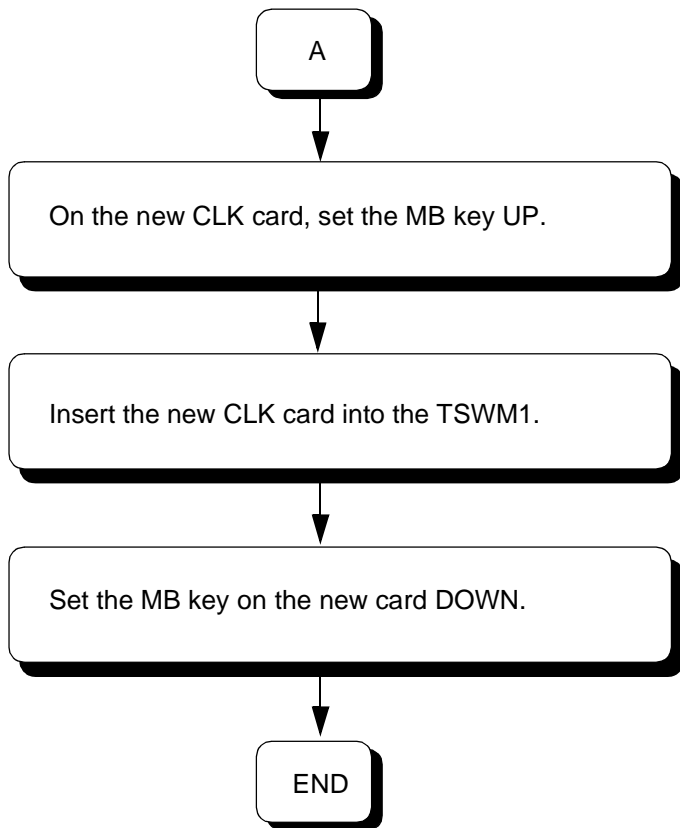 A
On the new CLK card, set the MB key UP.
Insert the new CLK card into the TSWM1.
Set the MB key on the new card DOWN.
END